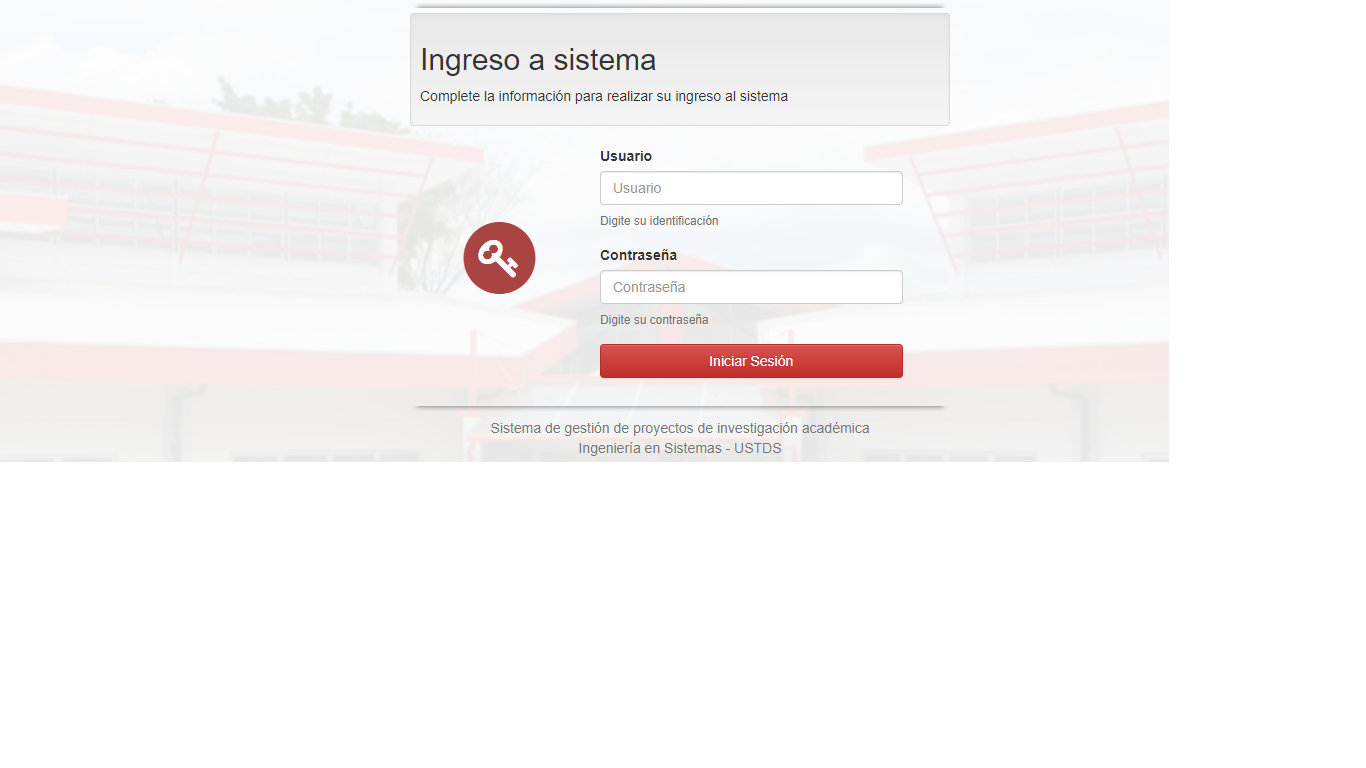 Ingreso a sistema
Complete la información para realizar su ingreso al sistema
Usuario
Usuario
Digite su identificación
Contraseña
Contraseña
Digite su contraseña
Iniciar Sesión
Sistema de gestión de proyectos de investigación académica
Ingeniería en Sistemas - USTDS